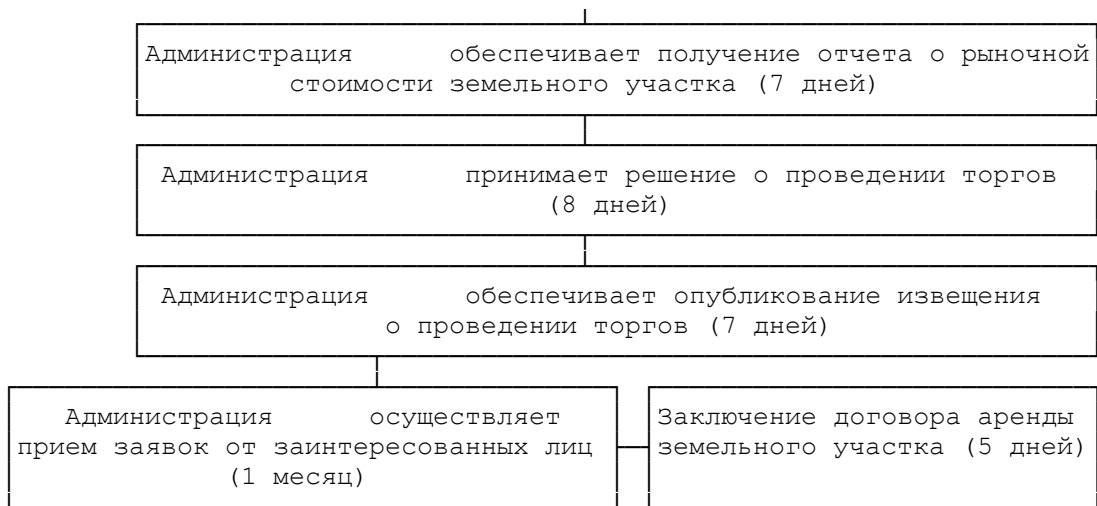 Администрация обеспечивает получение отчета о рыночной
стоимости земельного участка (7 дней)
Администрация принимает решение о проведении торгов
(8 дней)
Администрация обеспечивает опубликование извещения
о проведении торгов (7 дней)
Администрация осуществляет
прием заявок от заинтересованных лиц
(1 месяц)
Заключение договора аренды
земельного участка (5 дней)